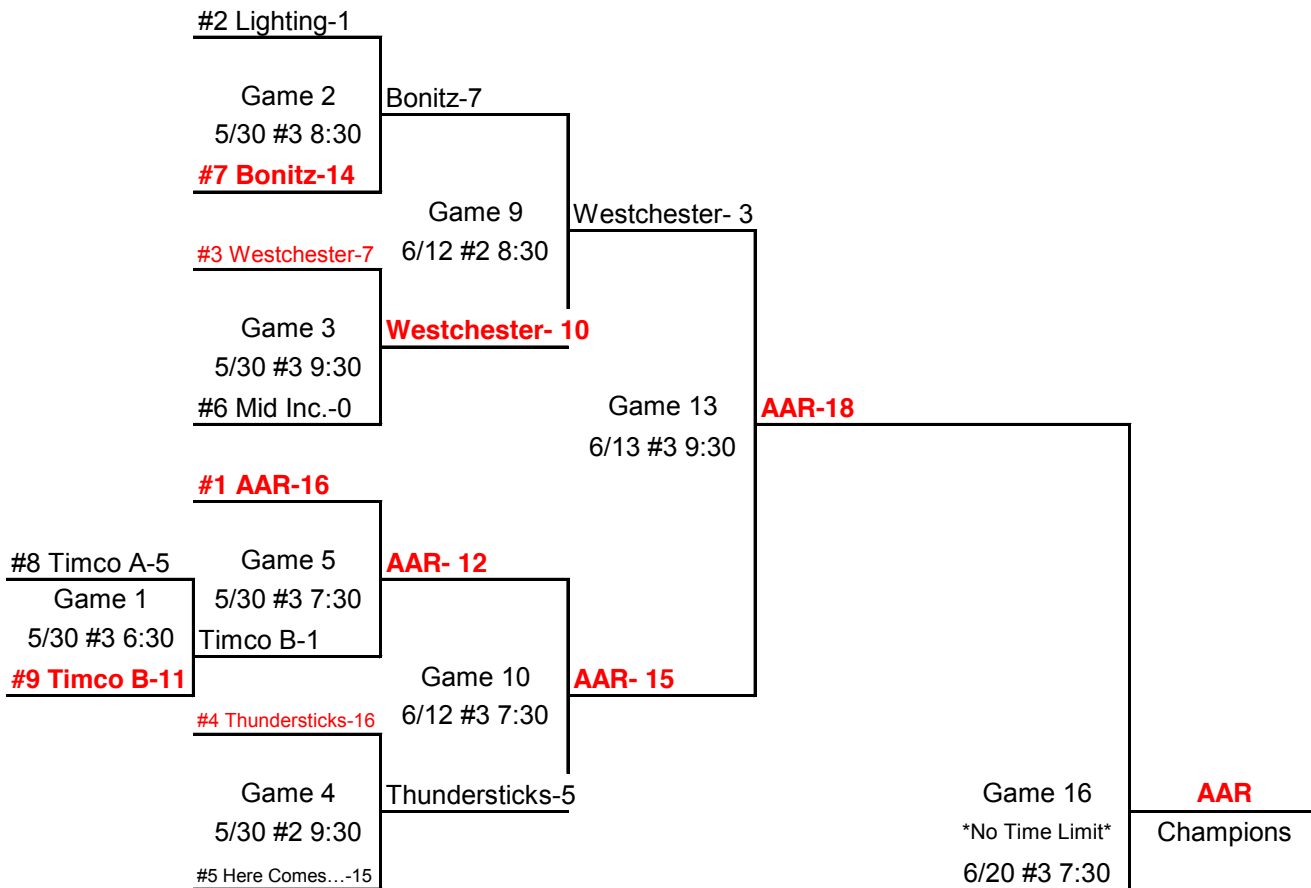 #2 Lighting-1
Game 2
5/30 #3 8:30
#7 Bonitz-14
Bonitz-7
Game 9
6/12 #2 8:30
Westchester- 3
#3 Westchester-7
Game 3
5/30 #3 9:30
#6 Mid Inc.-0
Westchester- 10
Game 13
6/13 #3 9:30
AAR-18
#1 AAR-16
#8 Timco A-5
Game 1
5/30 #3 6:30
#9 Timco B-11
Game 5
5/30 #3 7:30
Timco B-1
AAR- 12
Game 10
6/12 #3 7:30
AAR- 15
#4 Thundersticks-16
Game 4
5/30 #2 9:30
#5 Here Comes…-15
Thundersticks-5
Game 16
*No Time Limit*
6/20 #3 7:30
AAR
Champions